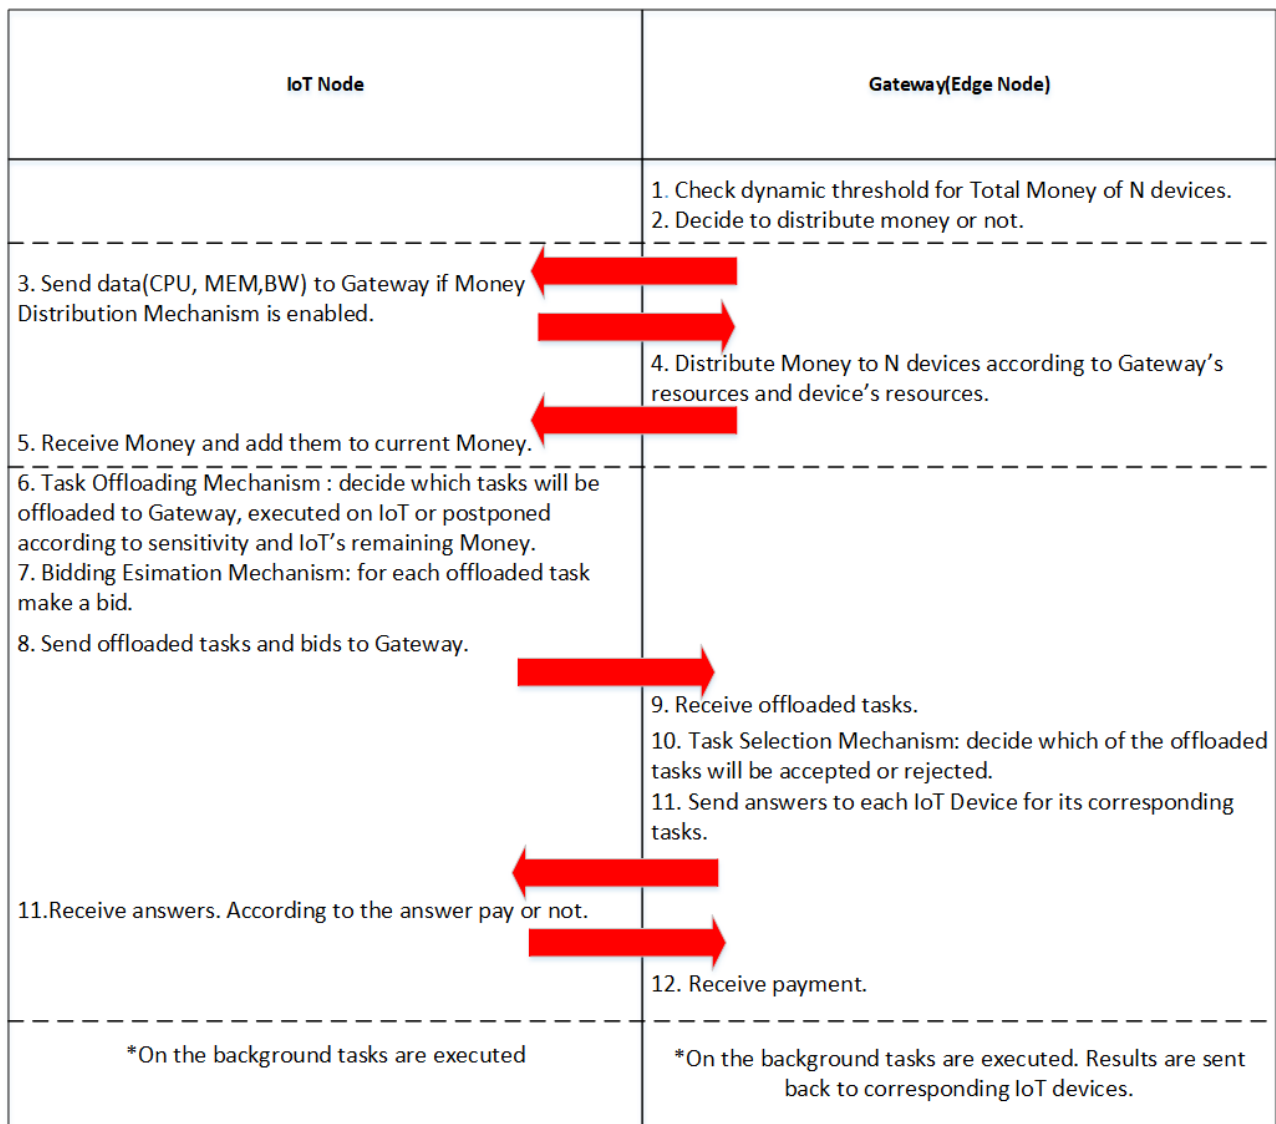 IoT Node
Gateway(Edge Node)
1. Check dynamic threshold for Total Money of N devices.
2. Decide to distribute money or not.
3. Send data(CPU, MEM,BW) to Gateway if Money
Distribution Mechanism is enabled.
4. Distribute Money to N devices according to Gateway's
resources and device's resources.
5. Receive Money and add them to current Money.
6. Task Offloading Mechanism : decide which tasks will be
offloaded to Gateway, executed on IoT or postponed
according to sensitivity and IoT's remaining Money.
7. Bidding Esimation Mechanism: for each offloaded task
make a bid.
8. Send offloaded tasks and bids to Gateway.
9. Receive offloaded tasks.
10. Task Selection Mechanism: decide which of the offloaded
tasks will be accepted or rejected.
11. Send answers to each IoT Device for its corresponding
tasks.
11.Receive answers. According to the answer pay or not.
12. Receive payment.
*On the background tasks are executed
*On the background tasks are executed. Results are sent
back to corresponding IoT devices.